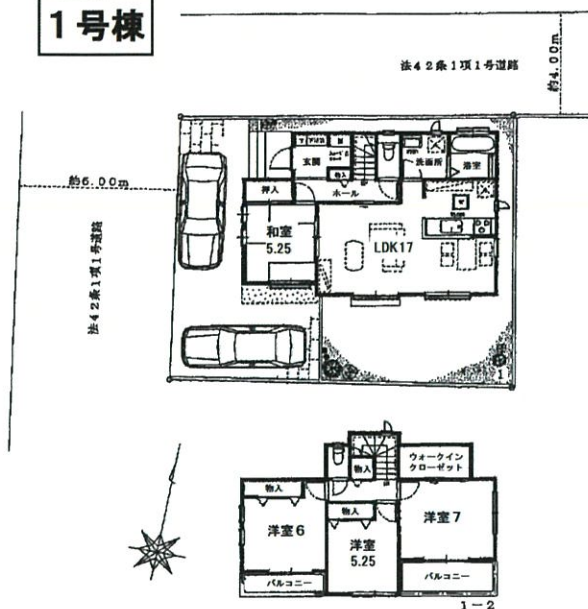 1号棟
法42条1項1号道路
約4.00m
約6.00m
法42条1項1号道路
玄関
物入
洗面所
浴室
押入
ホール
和室
5.25
LDK17
1
物入
ウォークイン
クローゼット
物入
物入
洋室6
洋室
5.25
洋室7
バルコニー
バルコニー
1-2